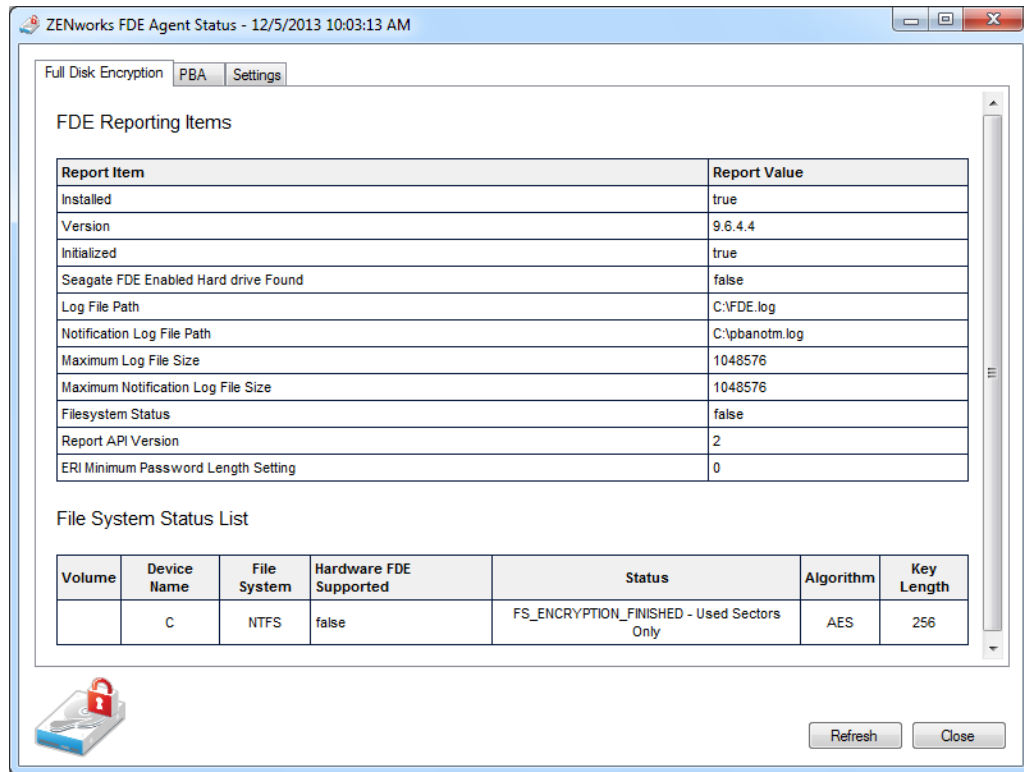 ZENworks FDE Agent Status - 12/5/2013 10:03:13 AM
Full Disk Encryption PBA Settings
FDE Reporting Items
Report Item Report Value
Installed true
Version 9.6.4.4
Initialized true
Seagate FDE Enabled Hard drive Found false
Log File Path C:\FDE.log
Notification Log File Path C:\pbanotm.log
Maximum Log File Size 1048576
Maximum Notification Log File Size 1048576
Filesystem Status false
Report API Version 2
ERI Minimum Password Length Setting 0
File System Status List
Volume Device Name File System Hardware FDE Supported Status Algorithm Key Length
C NTFS false FS_ENCRYPTION_FINISHED - Used Sectors Only AES 256
Refresh Close